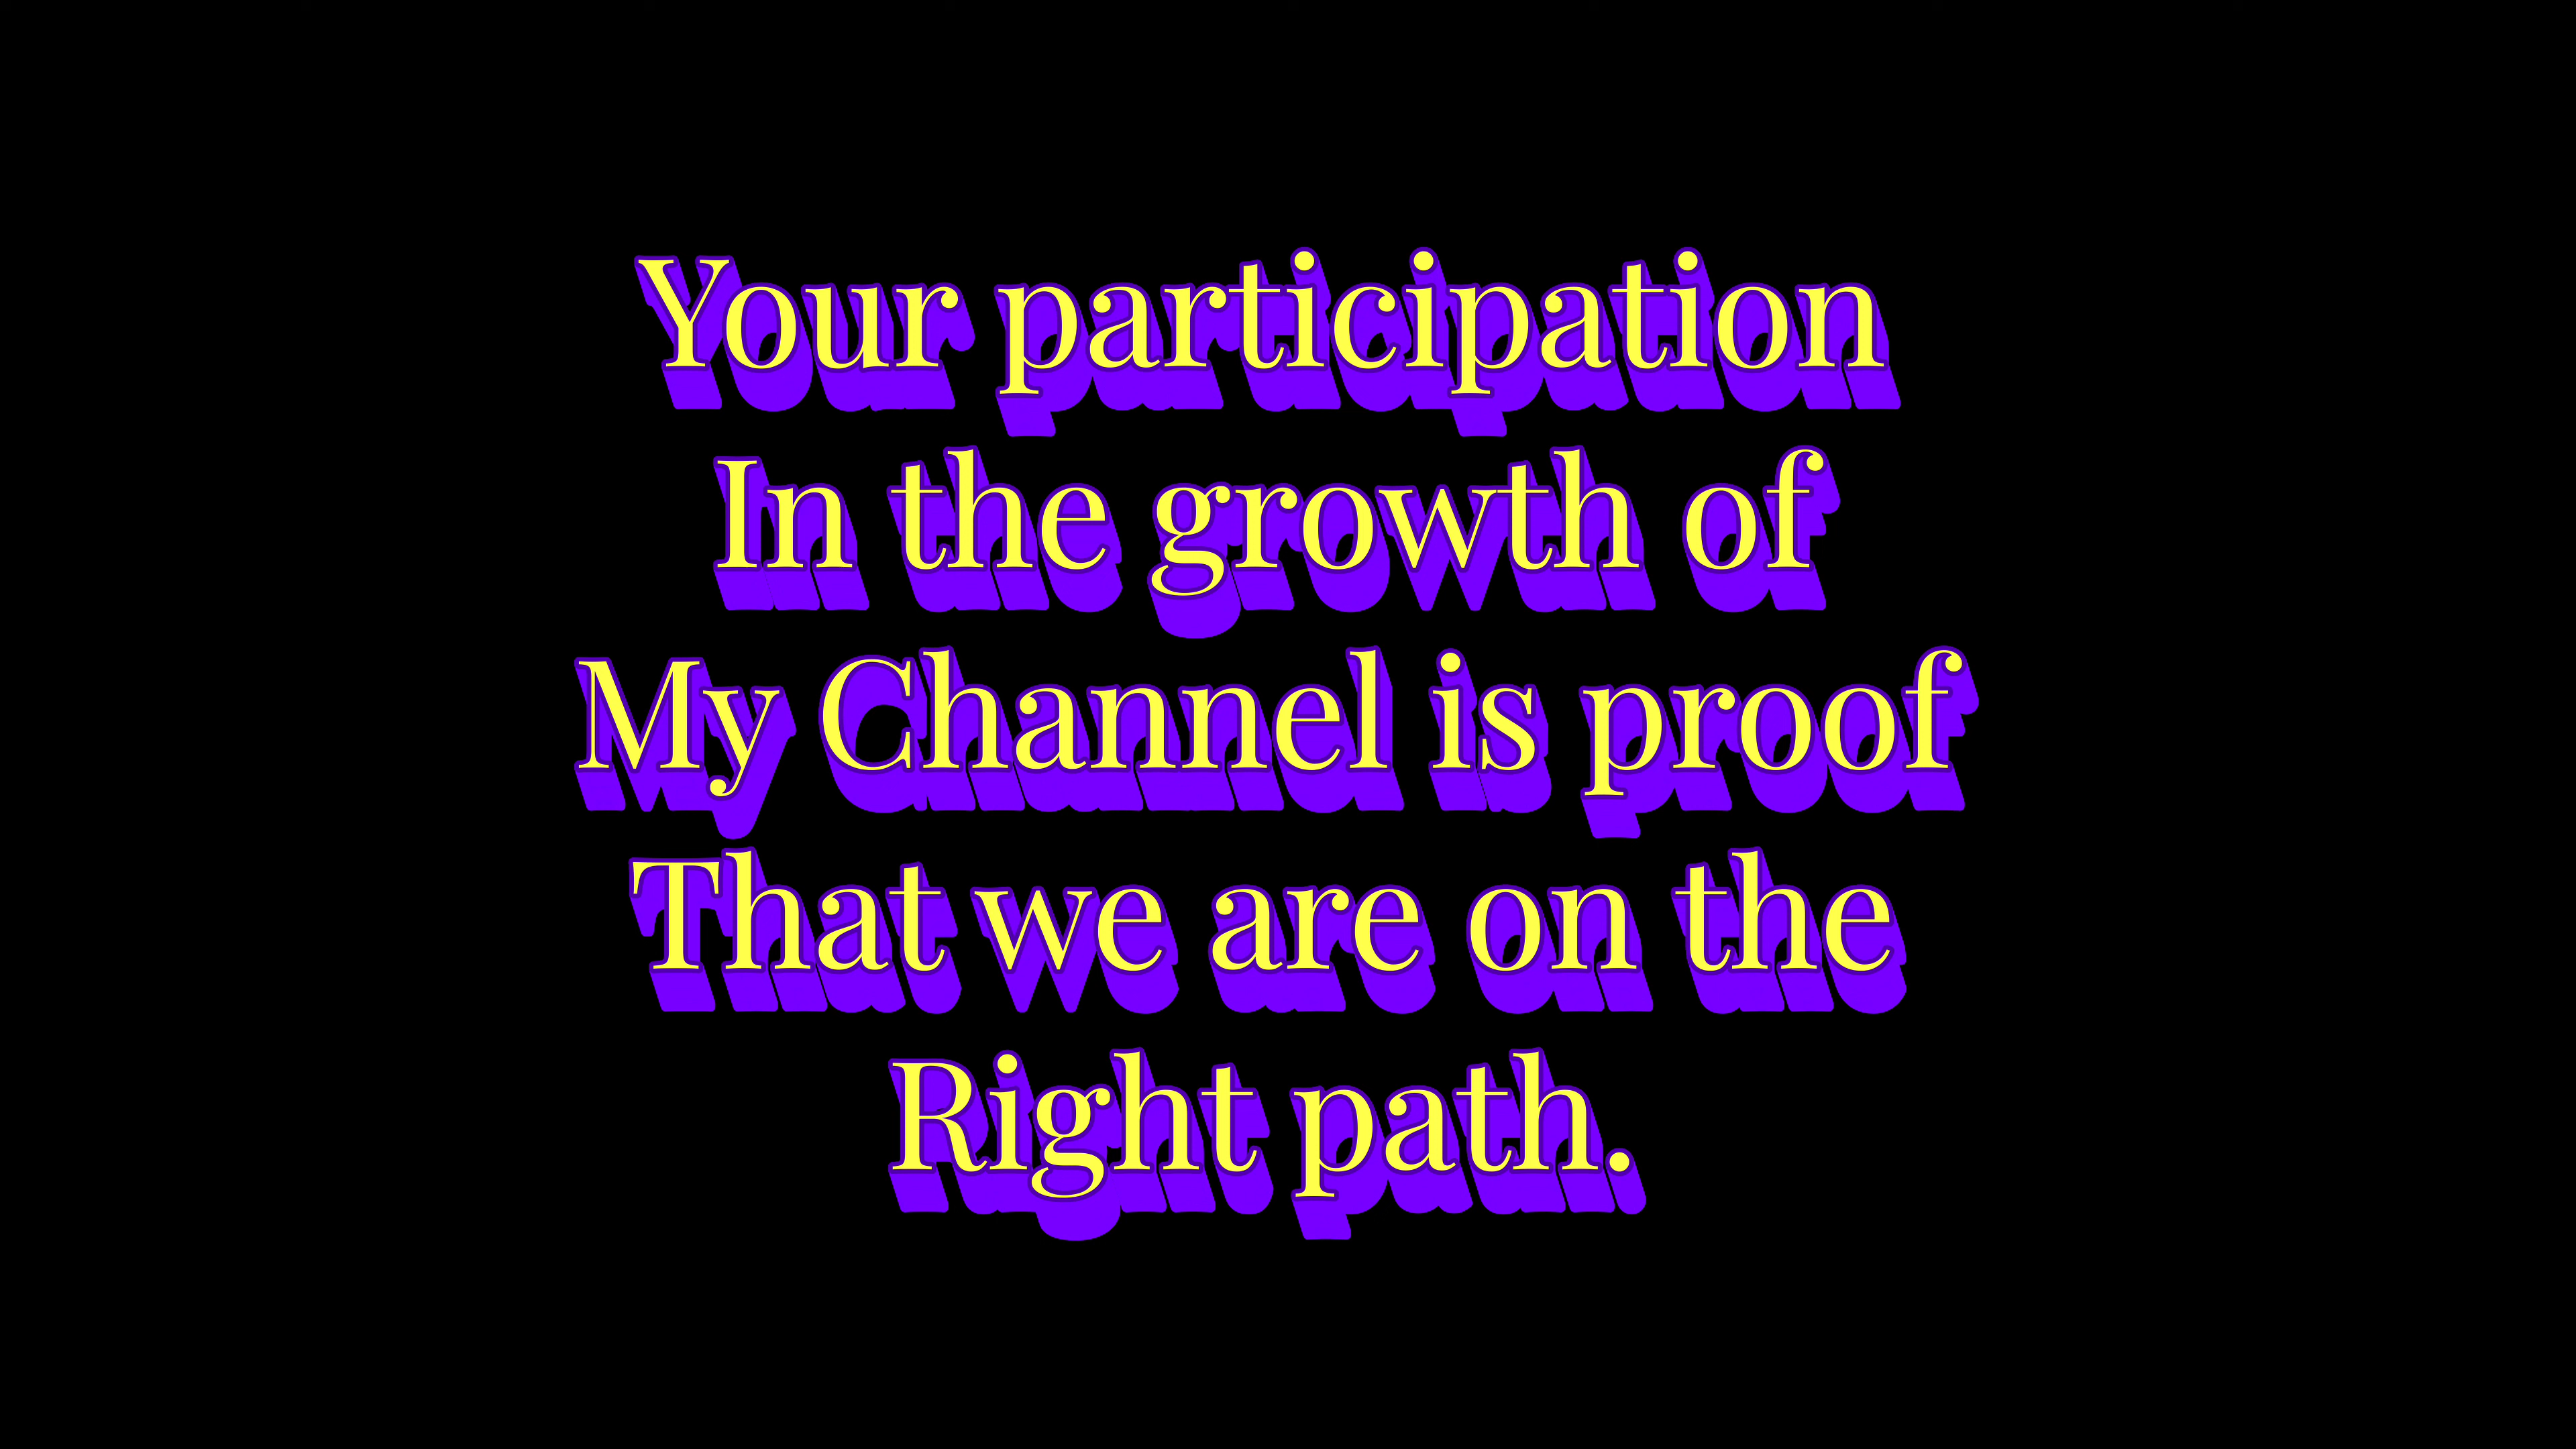 Your participation
In the growth of
My Channel is proof
That we are on the
Right path.